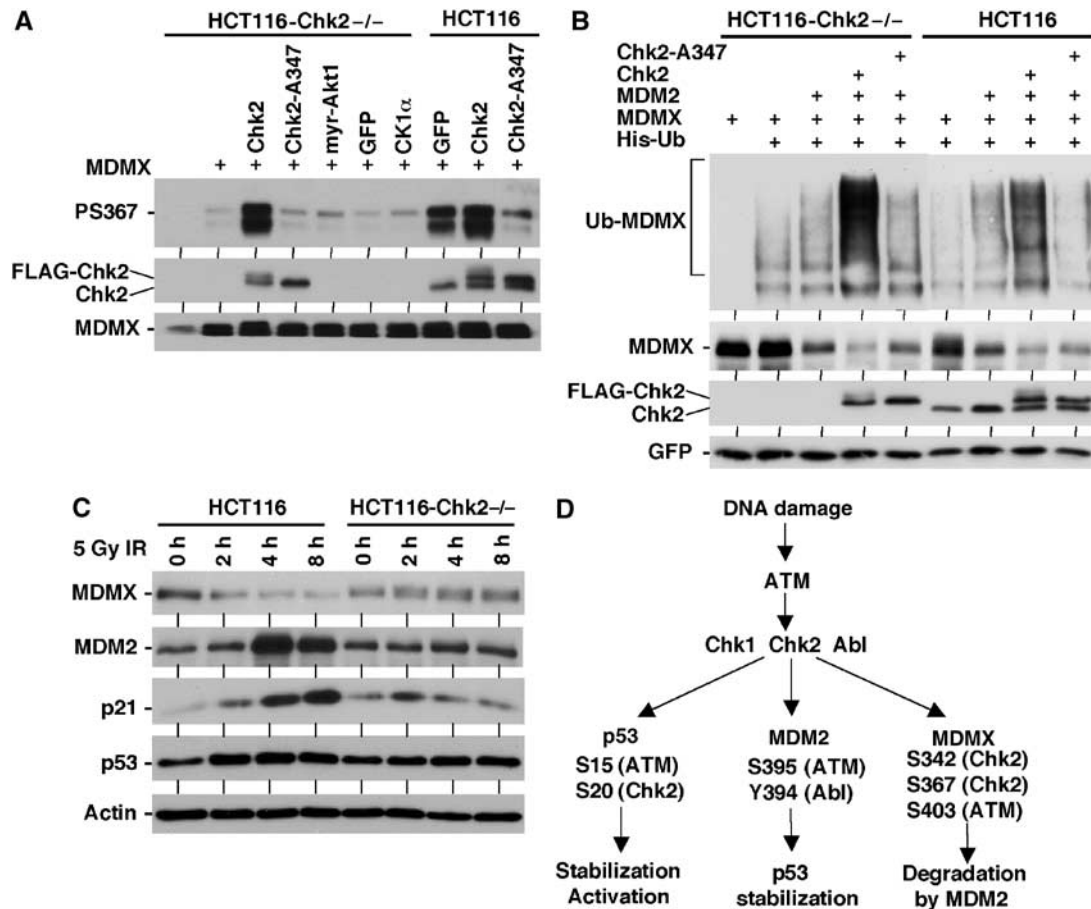 A
HCT116-Chk2 –/–
HCT116
Chk2
Chk2-A347
myr-Akt1
GFP
CK1α
GFP
Chk2
Chk2-A347
MDMX + + + + + + + + +
PS367
FLAG-Chk2
Chk2
MDMX
B
HCT116-Chk2–/–
HCT116
Chk2-A347 + +
Chk2 + +
MDM2 + + + + + +
MDMX + + + + + + + + +
His-Ub + + + + + + + +
Ub-MDMX
MDMX
FLAG-Chk2
Chk2
GFP
C
HCT116
HCT116-Chk2–/–
5 Gy IR 0 h 2 h 4 h 8 h 0 h 2 h 4 h 8 h
MDMX
MDM2
p21
p53
Actin
D
DNA damage
ATM
Chk1 Chk2 Abl
p53
S15 (ATM)
S20 (Chk2)
Stabilization
Activation
MDM2
S395 (ATM)
Y394 (Abl)
p53
stabilization
MDMX
S342 (Chk2)
S367 (Chk2)
S403 (ATM)
Degradation
by MDM2